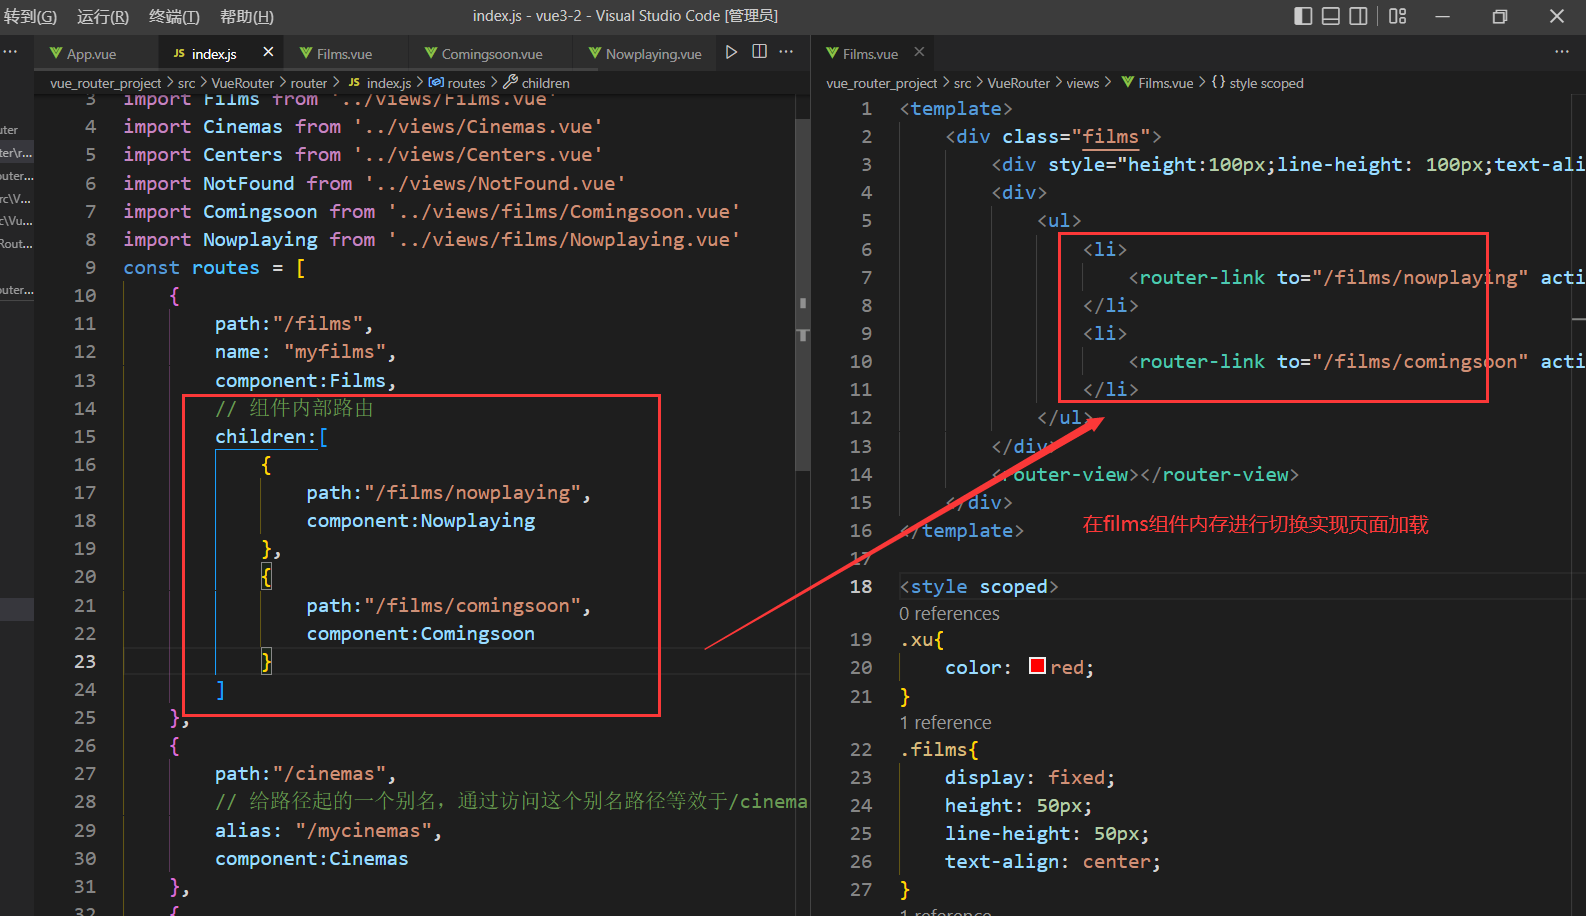 转到(G) 运行(R) 终端(T) 帮助(H) index.js - vue3-2 - Visual Studio Code [管理员]
··· App.vue JS index.js × Films.vue Comingsoon.vue Nowplaying.vue ··· Films.vue × ···
vue_router_project > src > VueRouter > router > JS index.js > routes > children
3 import Films from '../views/Films.vue'
4 import Cinemas from '../views/Cinemas.vue'
5 import Centers from '../views/Centers.vue'
6 import NotFound from '../views/NotFound.vue'
7 import Comingsoon from '../views/films/Comingsoon.vue'
8 import Nowplaying from '../views/films/Nowplaying.vue'
9 const routes = [
10 {
11 path:"/films",
12 name: "myfilms",
13 component:Films,
14 // 组件内部路由
15 children:[
16 {
17 path:"/films/nowplaying",
18 component:Nowplaying
19 },
20 {
21 path:"/films/comingsoon",
22 component:Comingsoon
23 }
24 ]
25 },
26 {
27 path:"/cinemas",
28 // 给路径起的一个别名，通过访问这个别名路径等效于/cinema
29 alias: "/mycinemas",
30 component:Cinemas
31 },
32 {
uter
ter\r...
outer...
rc\V...
c\Vu...
Rout...
outer...
vue_router_project > src > VueRouter > views > Films.vue > {} style scoped
1 <template>
2 <div class="films">
3 <div style="height:100px;line-height: 100px;text-ali
4 <div>
5 <ul>
6 <li>
7 <router-link to="/films/nowplaying" acti
8 </li>
9 <li>
10 <router-link to="/films/comingsoon" acti
11 </li>
12 </ul>
13 </div>
14 <router-view></router-view>
15 </div>
16 </template>
在films组件内存进行切换实现页面加载
17
18 <style scoped>
0 references
19 .xu{
20 color: red;
21 }
1 reference
22 .films{
23 display: fixed;
24 height: 50px;
25 line-height: 50px;
26 text-align: center;
27 }
1 reference